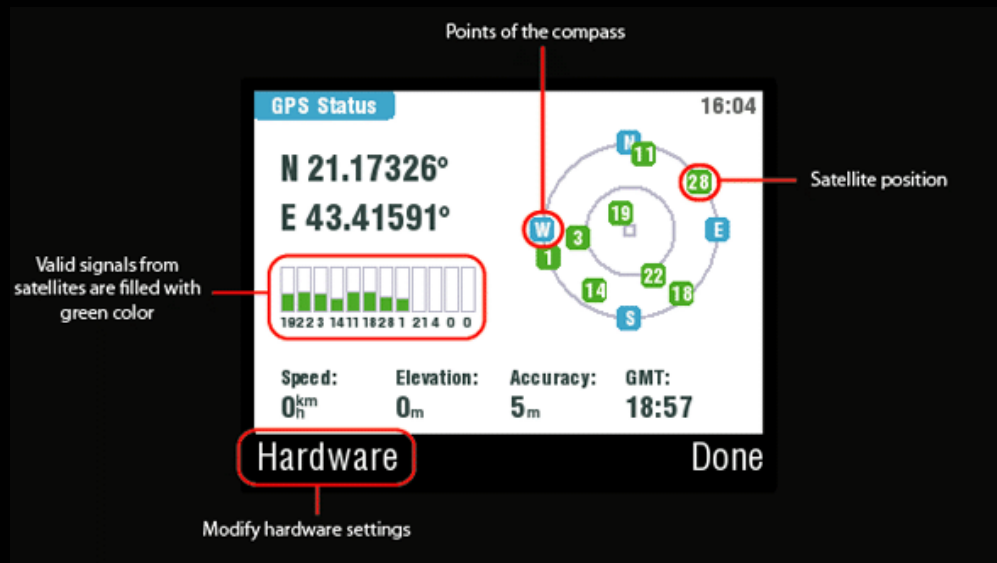 Points of the compass
GPS Status
16:04
N 21.17326°
E 43.41591°
N
11
28
Satellite position
19
W
3
E
1
22
14
18
S
Valid signals from
satellites are filled with
green color
19 22 3 14 11 18 28 1 21 4 0 0
Speed: Elevation: Accuracy: GMT:
0 km/h 0m 5m 18:57
Hardware Done
Modify hardware settings